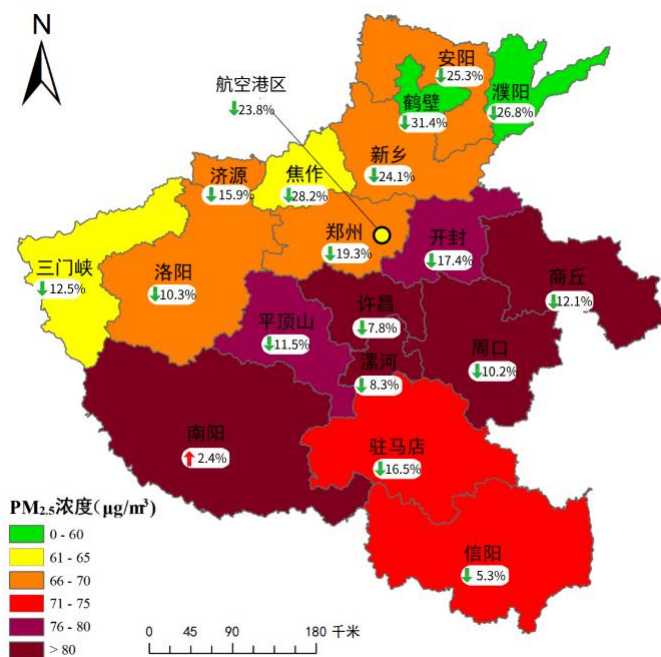 N
安阳
25.3%
航空港区
23.8%
鹤壁
31.4%
濮阳
26.8%
新乡
24.1%
济源
15.9%
焦作
28.2%
郑州
19.3%
开封
17.4%
三门峡
12.5%
洛阳
10.3%
商丘
12.1%
许昌
7.8%
平顶山
11.5%
周口
10.2%
漯河
8.3%
南阳
2.4%
驻马店
16.5%
信阳
5.3%
PM2.5浓度(μg/m³)
0 - 60
61 - 65
66 - 70
71 - 75
76 - 80
> 80
0 45 90 180 千米